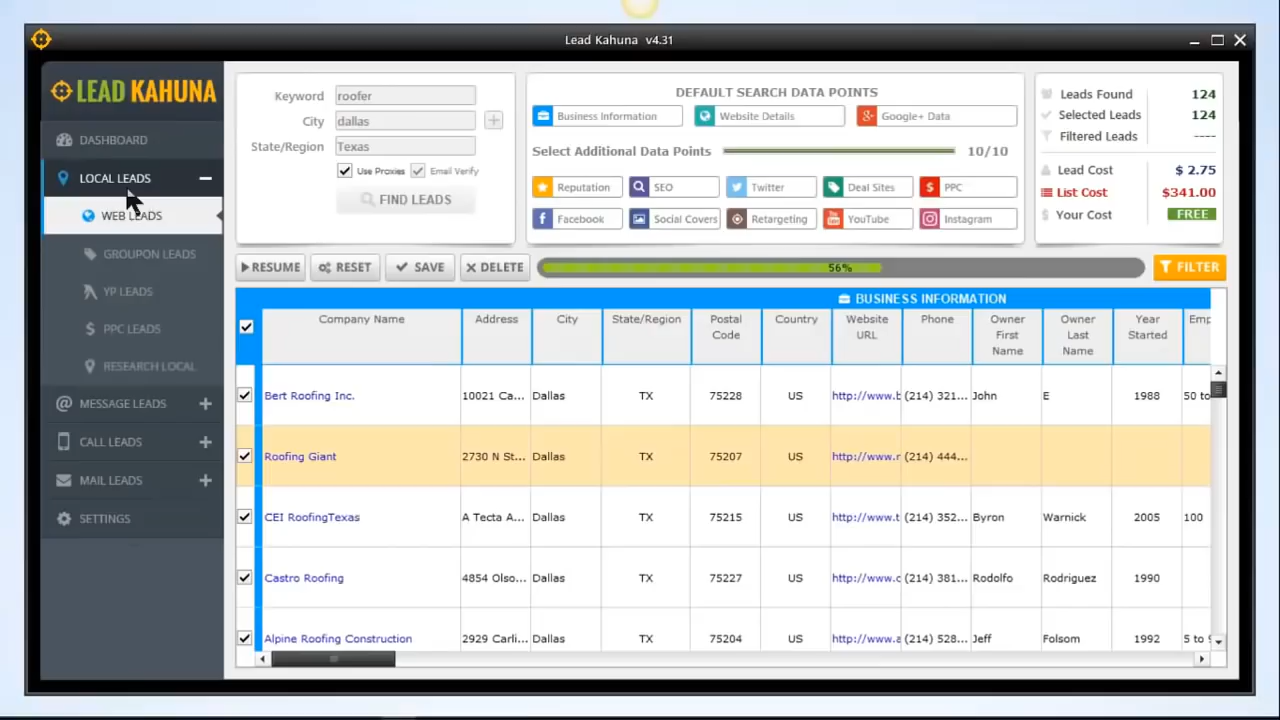 Lead Kahuna v4.31
LEAD KAHUNA
DASHBOARD
LOCAL LEADS
WEB LEADS
GROUPON LEADS
YP LEADS
PPC LEADS
RESEARCH LOCAL
MESSAGE LEADS
CALL LEADS
MAIL LEADS
SETTINGS
Keyword roofer
City dallas
State/Region Texas
Use Proxies Email Verify
FIND LEADS
DEFAULT SEARCH DATA POINTS
Business Information Website Details Google+ Data
Select Additional Data Points 10/10
Reputation SEO Twitter Deal Sites PPC
Facebook Social Covers Retargeting YouTube Instagram
Leads Found 124
Selected Leads 124
Filtered Leads ----
Lead Cost $ 2.75
List Cost $341.00
Your Cost FREE
RESUME RESET SAVE DELETE 56% FILTER
BUSINESS INFORMATION
Company Name Address City State/Region Postal Code Country Website URL Phone Owner First Name Owner Last Name Year Started Emp
Bert Roofing Inc. 10021 Ca... Dallas TX 75228 US http://www.b (214) 321... John E 1988 50 to
Roofing Giant 2730 N St... Dallas TX 75207 US http://www.r (214) 444...
CEI RoofingTexas A Tecta A... Dallas TX 75215 US http://www.t (214) 352... Byron Warnick 2005 100
Castro Roofing 4854 Olso... Dallas TX 75227 US http://www.c (214) 381... Rodolfo Rodriguez 1990
Alpine Roofing Construction 2929 Carli... Dallas TX 75204 US http://www.a (214) 528... Jeff Folsom 1992 5 to